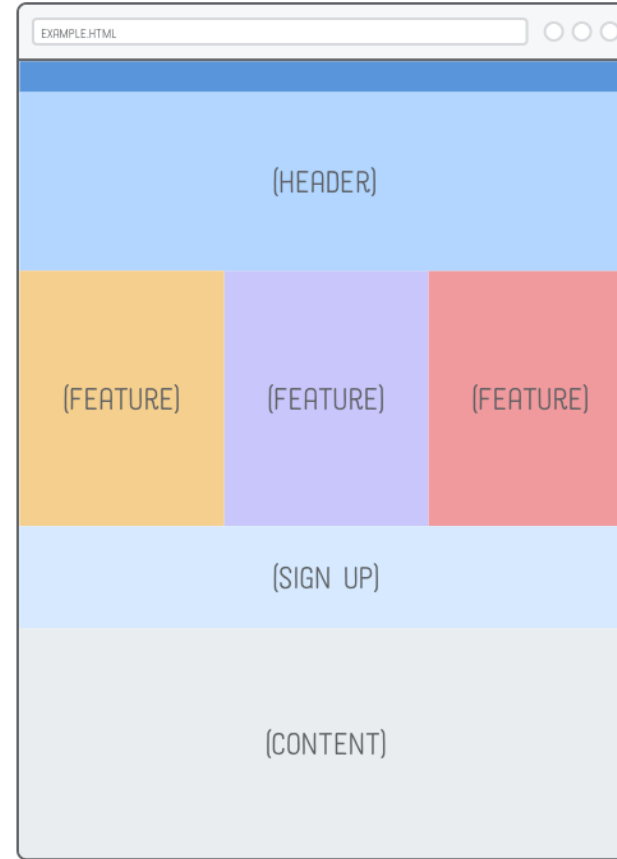 EXAMPLE.HTML
(HEADER)
(FEATURE) (FEATURE) (FEATURE)
(SIGN UP)
(CONTENT)